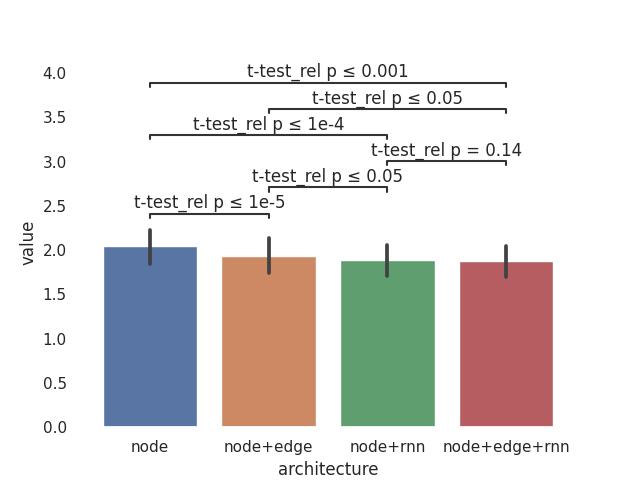 4.0
t-test_rel p ≤ 0.001
t-test_rel p ≤ 0.05
3.5
t-test_rel p ≤ 1e-4
t-test_rel p = 0.14
3.0
t-test_rel p ≤ 0.05
t-test_rel p ≤ 1e-5
2.5
value
2.0
1.5
1.0
0.5
0.0
node node+edge node+rnn node+edge+rnn
architecture